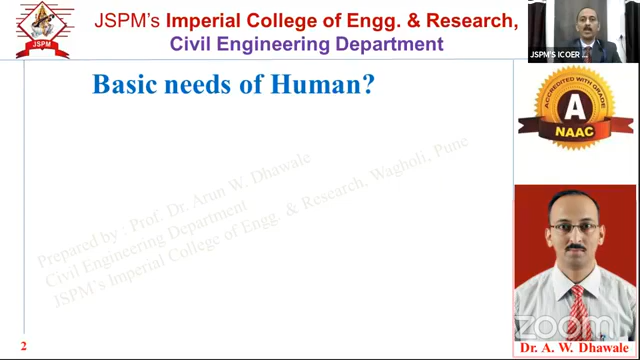 JSPM
JSPM's Imperial College of Engg. & Research,
Civil Engineering Department
JSPM'S ICOER
Basic needs of Human?
ACCREDITED WITH GRADE
A
NAAC
Prepared by : Prof. Dr. Arun W. Dhawale
Civil Engineering Department
JSPM's Imperial College of Engg. & Research, Wagholi, Pune
zoom
2
Dr. A. W. Dhawale